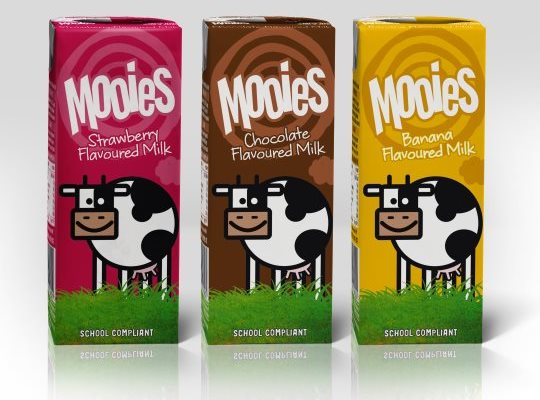 Mooies
Strawberry
Flavoured Milk
SCHOOL COMPLIANT
Mooies
Chocolate
Flavoured Milk
SCHOOL COMPLIANT
Mooies
Banana
Flavoured Milk
SCHOOL COMPLIANT